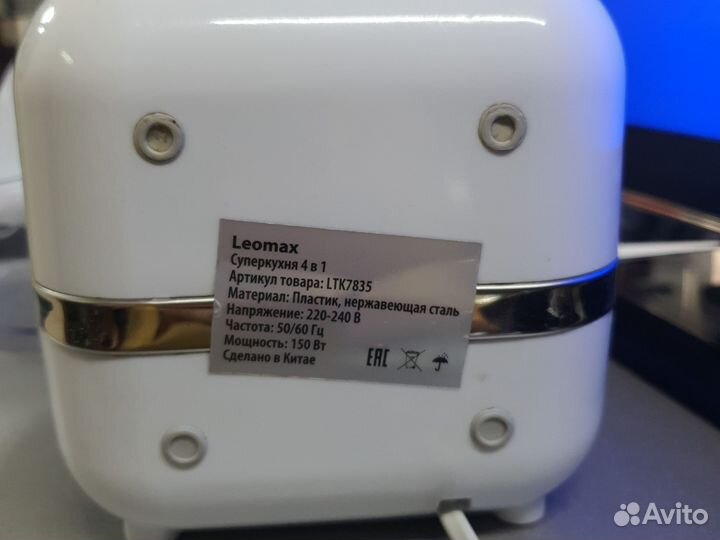 Leomax
Суперкухня 4 в 1
Артикул товара: LTK7835
Материал: Пластик, нержавеющая сталь
Напряжение: 220-240 В
Частота: 50/60 Гц
Мощность: 150 Вт
Сделано в Китае
EAC
Avito